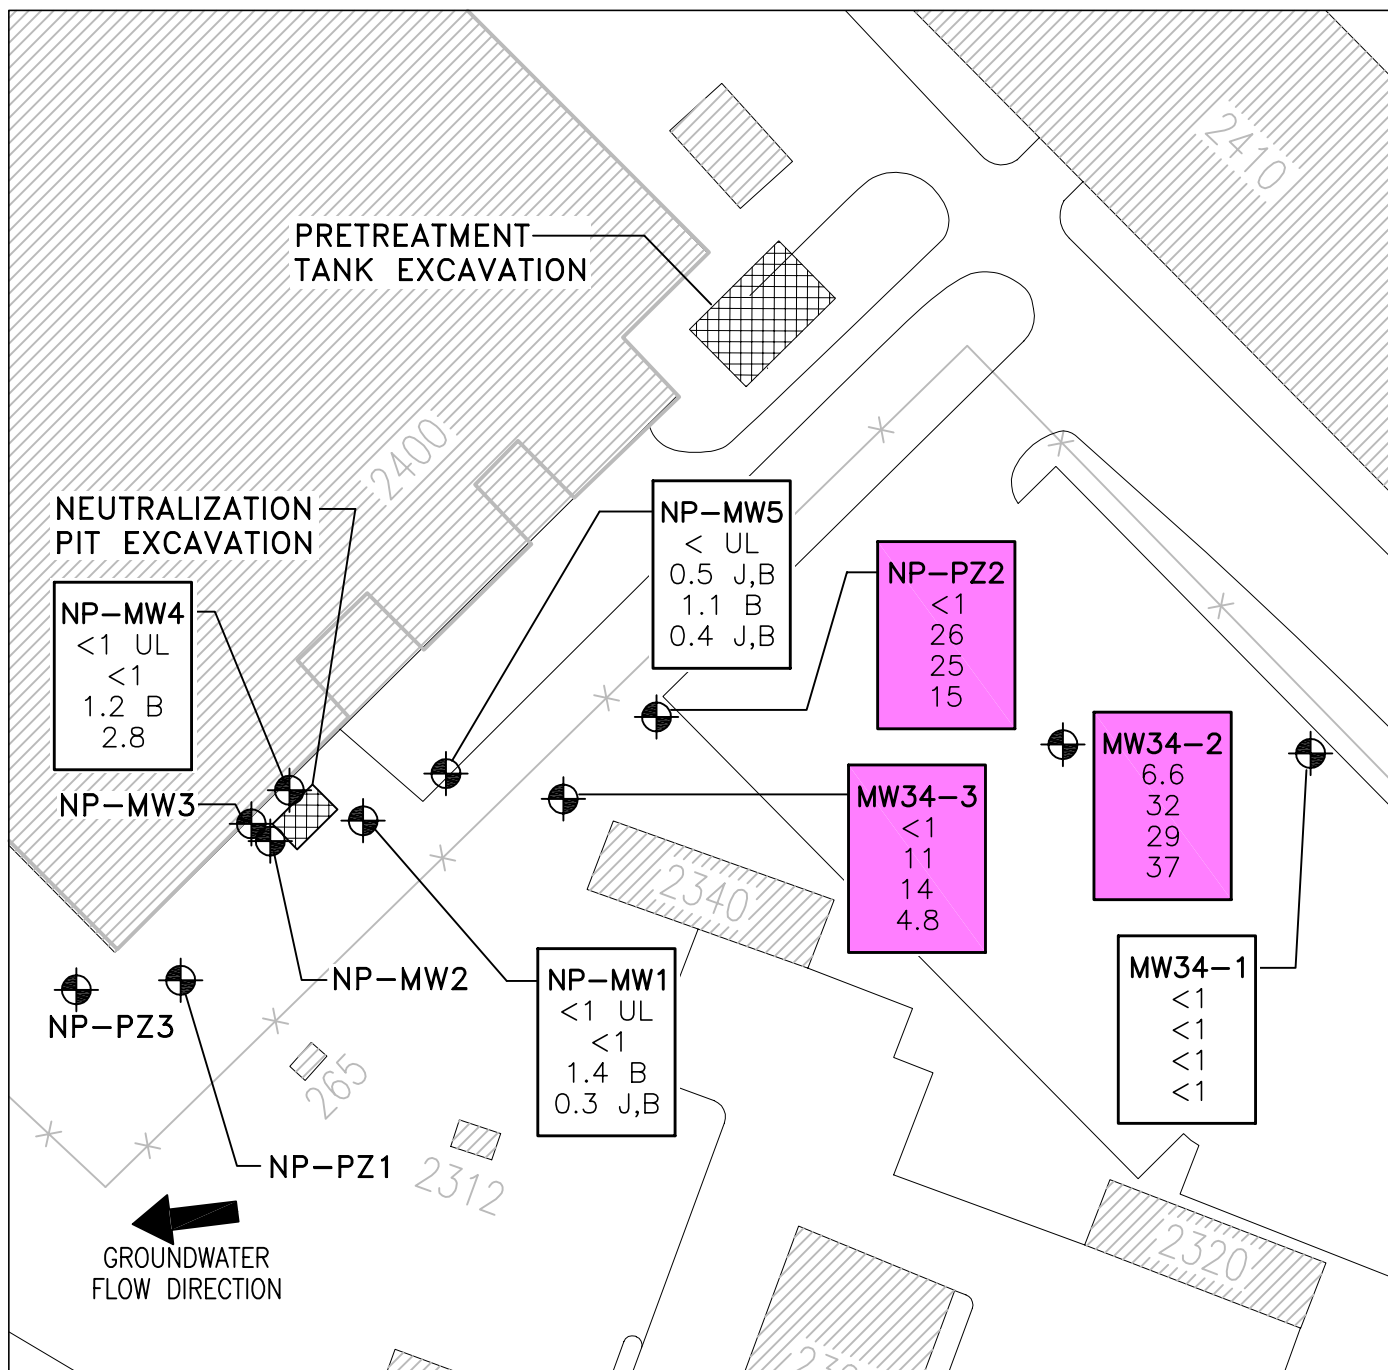 2410
PRETREATMENT
TANK EXCAVATION
2400
NEUTRALIZATION
PIT EXCAVATION
NP-MW5
< UL
0.5 J,B
1.1 B
0.4 J,B
NP-PZ2
<1
26
25
15
NP-MW4
<1 UL
<1
1.2 B
2.8
MW34-2
6.6
32
29
37
NP-MW3
MW34-3
<1
11
14
4.8
2340
NP-MW2
NP-MW1
<1 UL
<1
1.4 B
0.3 J,B
MW34-1
<1
<1
<1
<1
NP-PZ3
265
NP-PZ1
2312
GROUNDWATER
FLOW DIRECTION
2320